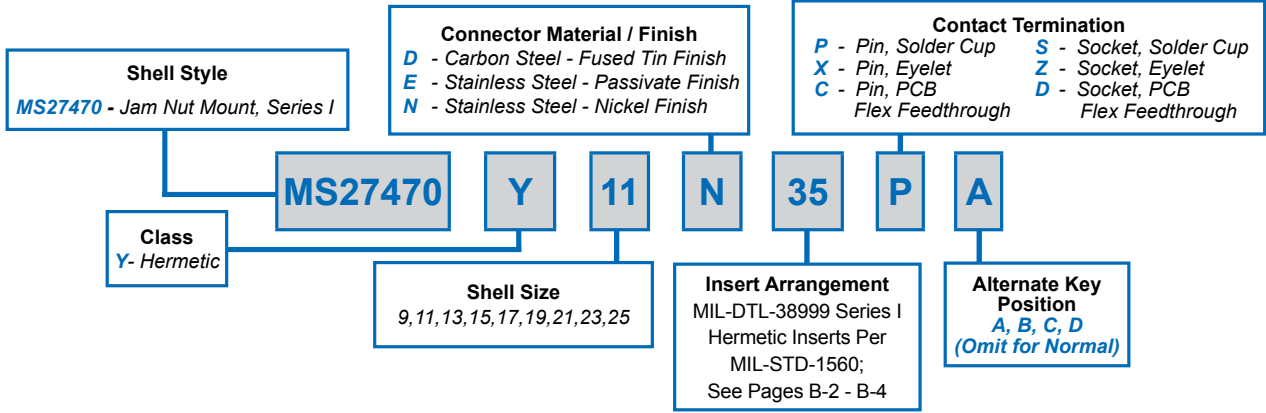 Shell Style
MS27470 - Jam Nut Mount, Series I
Connector Material / Finish
D - Carbon Steel - Fused Tin Finish
E - Stainless Steel - Passivate Finish
N - Stainless Steel - Nickel Finish
Contact Termination
P - Pin, Solder Cup
X - Pin, Eyelet
C - Pin, PCB
Flex Feedthrough
S - Socket, Solder Cup
Z - Socket, Eyelet
D - Socket, PCB
Flex Feedthrough
MS27470 Y 11 N 35 P A
Class
Y- Hermetic
Shell Size
9,11,13,15,17,19,21,23,25
Insert Arrangement
MIL-DTL-38999 Series I
Hermetic Inserts Per
MIL-STD-1560;
See Pages B-2 - B-4
Alternate Key
Position
A, B, C, D
(Omit for Normal)